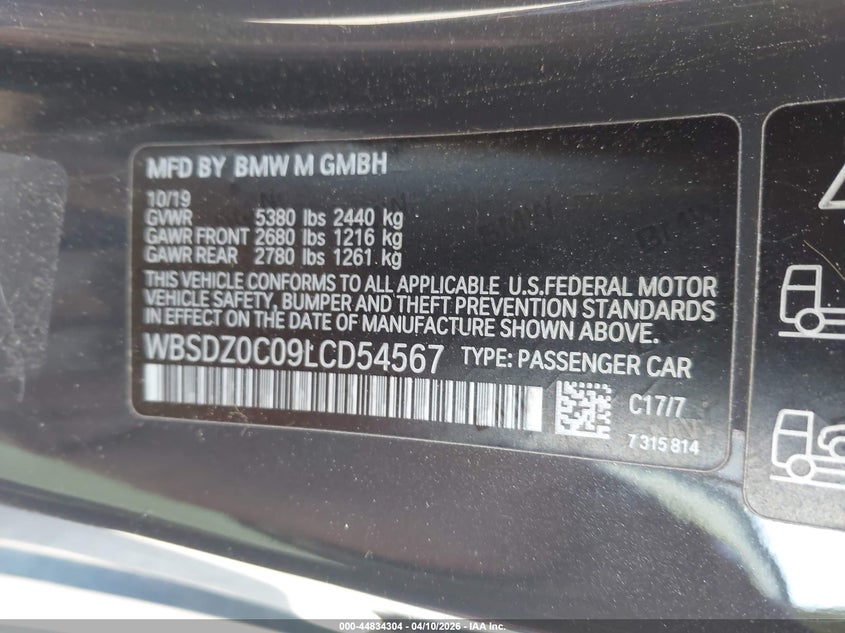 MFD BY BMW M GMBH
10/19
GVWR 5380 lbs 2440 kg
GAWR FRONT 2680 lbs 1216 kg
GAWR REAR 2780 lbs 1261 kg
THIS VEHICLE CONFORMS TO ALL APPLICABLE U.S.FEDERAL MOTOR
VEHICLE SAFETY, BUMPER AND THEFT PREVENTION STANDARDS
IN EFFECT ON THE DATE OF MANUFACTURE SHOWN ABOVE.
WBSDZ0C09LCD54567 TYPE: PASSENGER CAR
C17/7
7 315 814
000-44834304 - 04/10/2026 - IAA Inc.